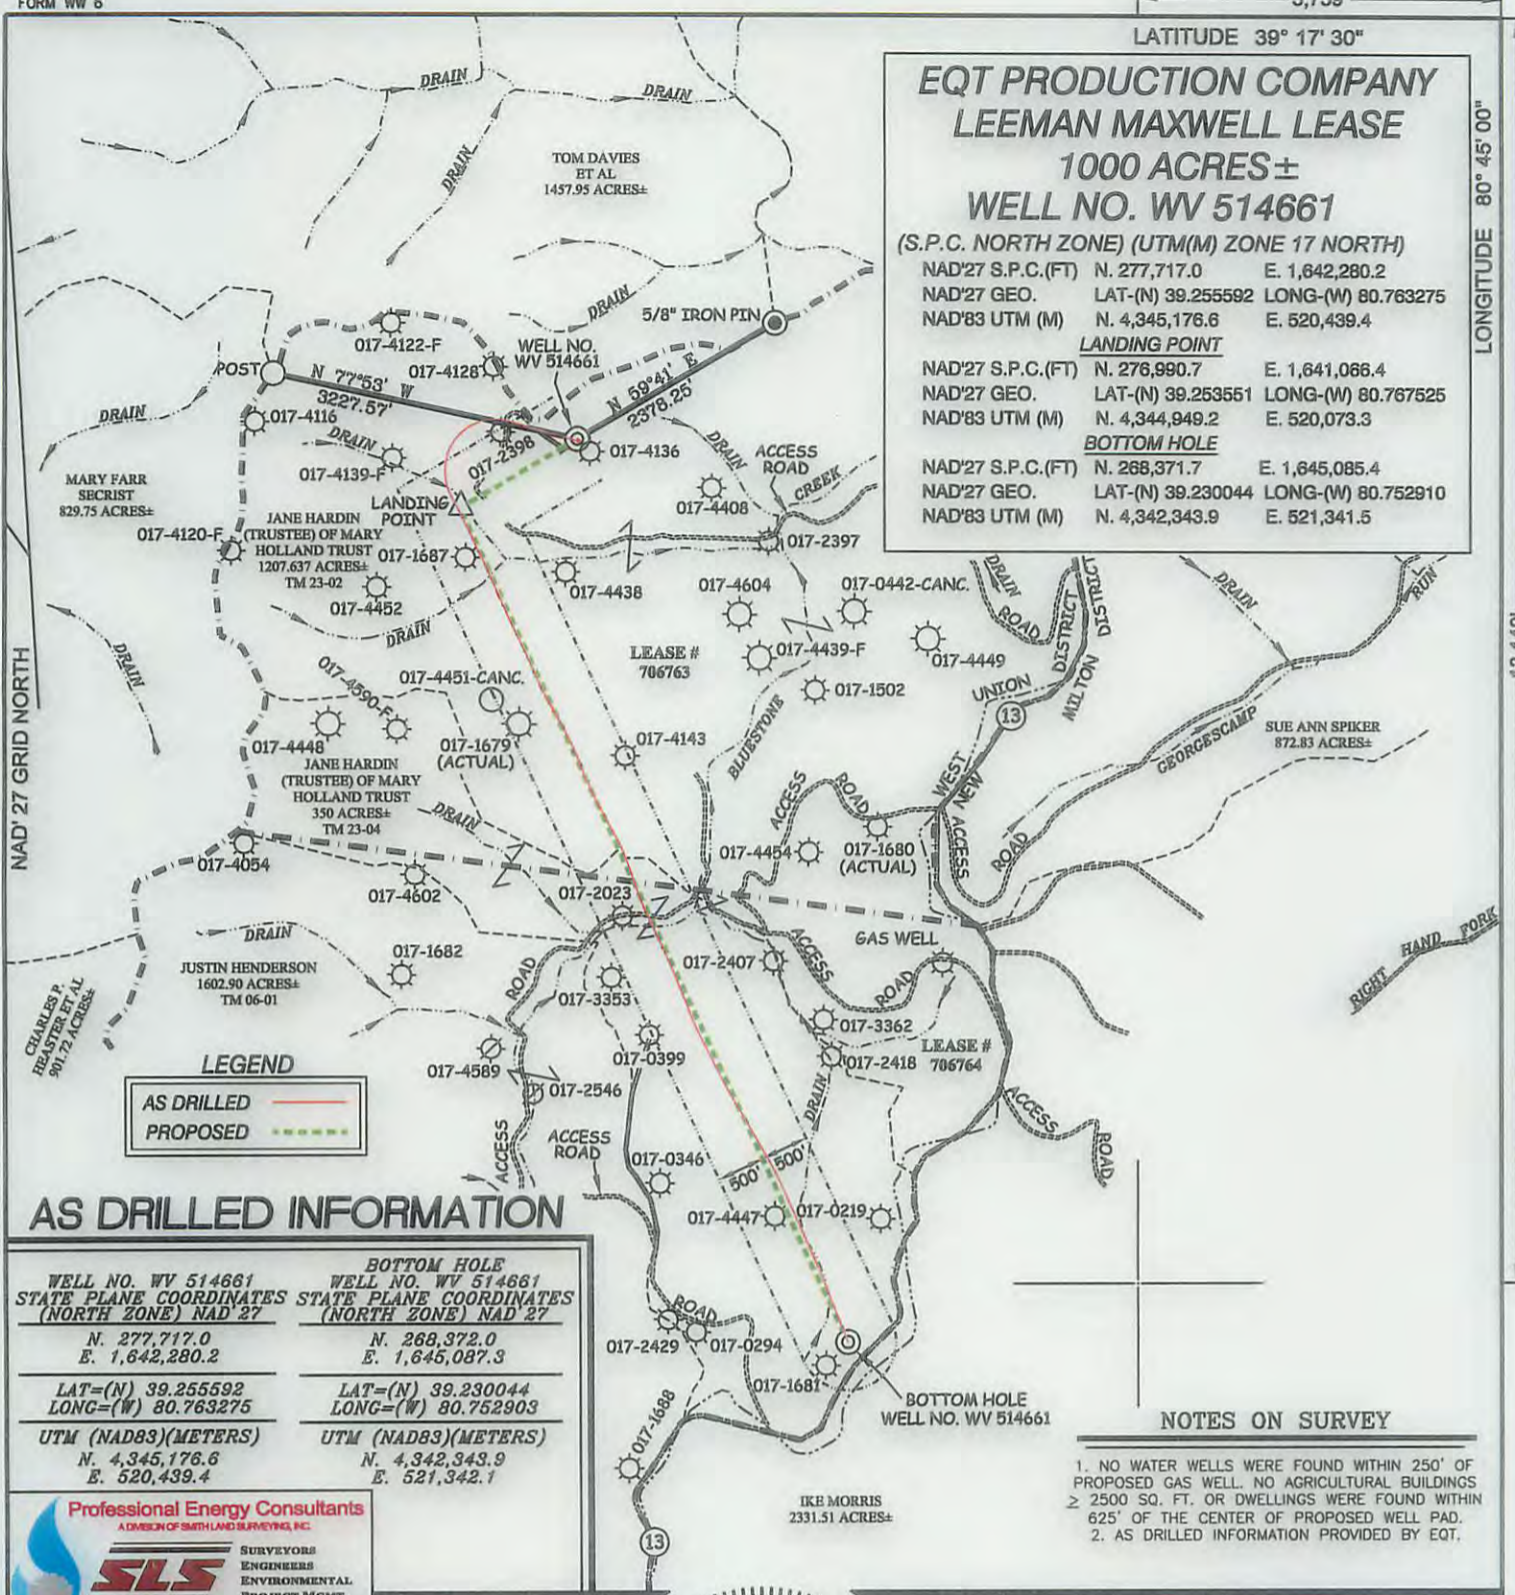 FORM WW 6
LATITUDE 39° 17' 30"
LONGITUDE 80° 45' 00"
EQT PRODUCTION COMPANY
LEEMAN MAXWELL LEASE
1000 ACRES±
WELL NO. WV 514661
(S.P.C. NORTH ZONE) (UTM(M) ZONE 17 NORTH)
NAD'27 S.P.C.(FT) N. 277,717.0 E. 1,642,280.2
NAD'27 GEO. LAT-(N) 39.255592 LONG-(W) 80.763275
NAD'83 UTM (M) N. 4,345,176.6 E. 520,439.4
LANDING POINT
NAD'27 S.P.C.(FT) N. 276,990.7 E. 1,641,066.4
NAD'27 GEO. LAT-(N) 39.253551 LONG-(W) 80.767525
NAD'83 UTM (M) N. 4,344,949.2 E. 520,073.3
BOTTOM HOLE
NAD'27 S.P.C.(FT) N. 268,371.7 E. 1,645,085.4
NAD'27 GEO. LAT-(N) 39.230044 LONG-(W) 80.752910
NAD'83 UTM (M) N. 4,342,343.9 E. 521,341.5
DRAIN
DRAIN
DRAIN
TOM DAVIES
ET AL
1457.95 ACRES±
DRAIN
5/8" IRON PIN
017-4122-F
WELL NO.
WV 514661
POST
017-4128
N 77°53' W
3227.57'
N 59°41' E
2378.25'
DRAIN
017-4116
DRAIN
017-2398
017-4136
DRAIN
ACCESS
ROAD
017-4139-F
CREEK
MARY FARR
SECRIST
829.75 ACRES±
LANDING
POINT
017-4408
017-4120-F
JANE HARDIN
(TRUSTEE) OF MARY
HOLLAND TRUST
1207.637 ACRES±
TM 23-02
017-1687
017-2397
017-4438
017-4452
DRAIN
017-4604
017-0442-CANC.
DRAIN
ROAD
DISTRICT
DISTRICT
DRAIN
RUN
DRAIN
LEASE #
706763
017-4439-F
017-4449
017-4590-F
017-4451-CANC.
017-1502
UNION
MILTON
13
NAD'27 GRID NORTH
017-4448
017-1679
(ACTUAL)
017-4143
BLUESTONE
SUE ANN SPIKER
872.83 ACRES±
GEORGESCAMP
JANE HARDIN
(TRUSTEE) OF MARY
HOLLAND TRUST
350 ACRES±
TM 23-04
DRAIN
ACCESS
ROAD
WEST
NEW
ACCESS
ROAD
017-4054
017-4454
017-1680
(ACTUAL)
017-4602
017-2023
DRAIN
GAS WELL
HAND FORK
RIGHT
017-1682
017-2407
ACCESS
ROAD
JUSTIN HENDERSON
1602.90 ACRES±
TM 06-01
ROAD
017-3353
CHARLES P.
HEASTER ET AL
901.72 ACRES±
017-3362
LEASE #
706764
017-0399
017-2418
017-4589
017-2546
LEGEND
AS DRILLED
PROPOSED
ACCESS
ACCESS
ROAD
DRAIN
ACCESS
ROAD
017-0346
500' 500'
017-4447
017-0219
AS DRILLED INFORMATION
WELL NO. WV 514661
STATE PLANE COORDINATES
(NORTH ZONE) NAD'27
N. 277,717.0
E. 1,642,280.2
LAT=(N) 39.255592
LONG=(W) 80.763275
UTM (NAD83)(METERS)
N. 4,345,176.6
E. 520,439.4
BOTTOM HOLE
WELL NO. WV 514661
STATE PLANE COORDINATES
(NORTH ZONE) NAD'27
N. 268,372.0
E. 1,645,087.3
LAT=(N) 39.230044
LONG=(W) 80.752903
UTM (NAD83)(METERS)
N. 4,342,343.9
E. 521,342.1
ROAD
017-2429
017-0294
017-1681
BOTTOM HOLE
WELL NO. WV 514661
017-1688
IKE MORRIS
2331.51 ACRES±
13
NOTES ON SURVEY
1. NO WATER WELLS WERE FOUND WITHIN 250' OF
PROPOSED GAS WELL. NO AGRICULTURAL BUILDINGS
≥ 2500 SQ. FT. OR DWELLINGS WERE FOUND WITHIN
625' OF THE CENTER OF PROPOSED WELL PAD.
2. AS DRILLED INFORMATION PROVIDED BY EQT.
Professional Energy Consultants
A DIVISION OF SMITH LAND SURVEYING, INC.
SLS
SURVEYORS
ENGINEERS
ENVIRONMENTAL